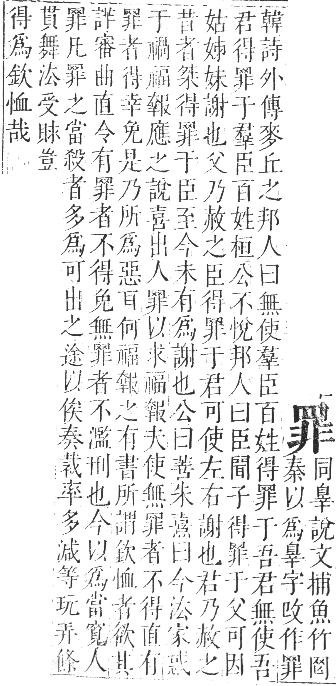 罪
同辠說文捕魚竹罔
秦以爲辠字改作罪
韓詩外傳麥丘之邦人曰無使羣臣百姓得罪于吾君無使吾
君得罪于羣臣百姓桓公不悅邦人曰臣聞子得罪于父可因
姑姊妹謝也父乃赦之臣得罪于君可使左右謝也君乃赦之
昔者桀得罪于臣至今未有爲謝也公曰善朱熹曰今法家惑
于禍福報應之說喜出人罪以求福報夫使無罪者不得直有
罪者得幸免是乃所爲惡耳何福報之有書所謂欽恤者欲其
詳審曲直令有罪者不得免無罪者不濫刑也今以爲當寬人
罪凡罪之當殺者多爲可出之途以俟奏裁率多減等玩弄條
貫舞法受賕豈
得爲欽恤哉